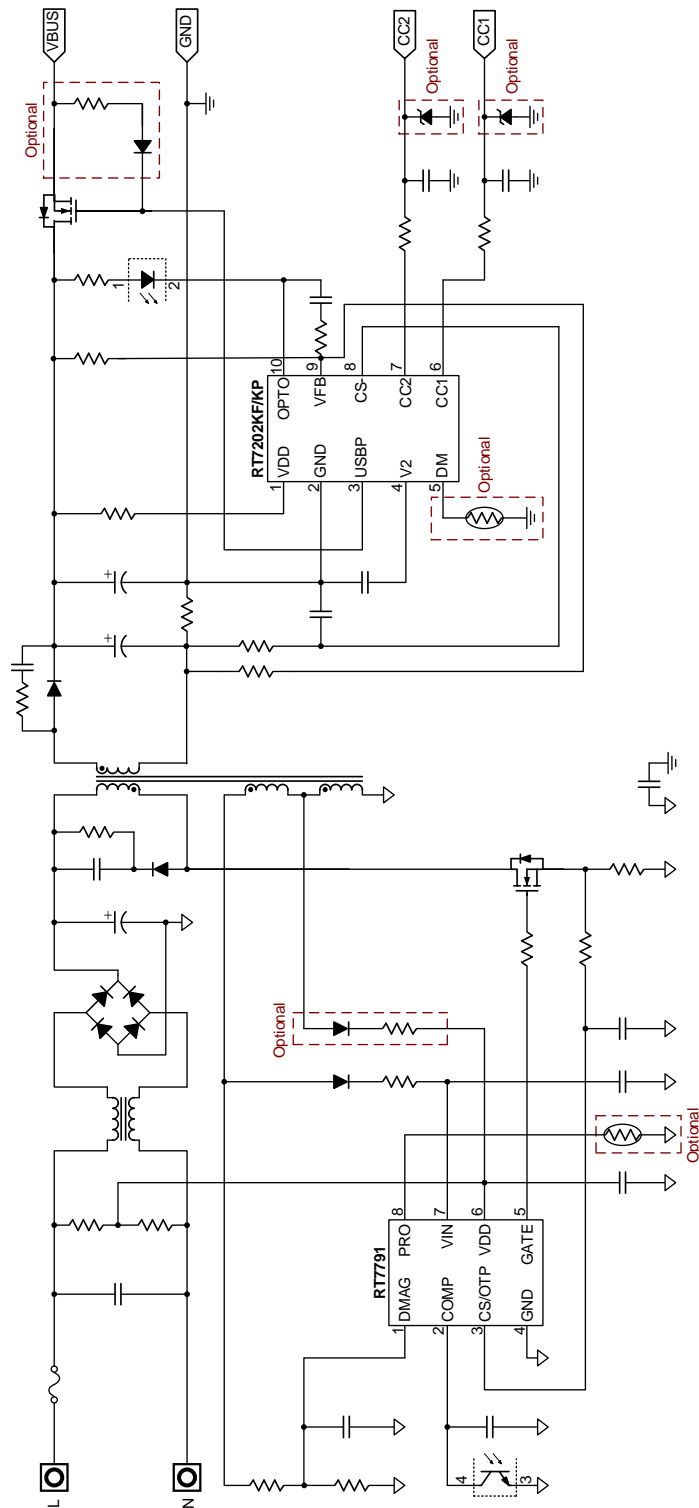 L
N
VBUS
GND
CC2
CC1
Optional
Optional
Optional
1
2
RT7202KF/KP
1 VDD
2 GND
3 USBP
4 V2
5 DM
OPTO 10
VFB 9
CS- 8
CC2 7
CC1 6
Optional
Optional
Optional
RT7791
1 DMAG
2 COMP
3 CS/OTP
4 GND
PRO 8
VIN 7
VDD 6
GATE 5
4
3
+
+
+